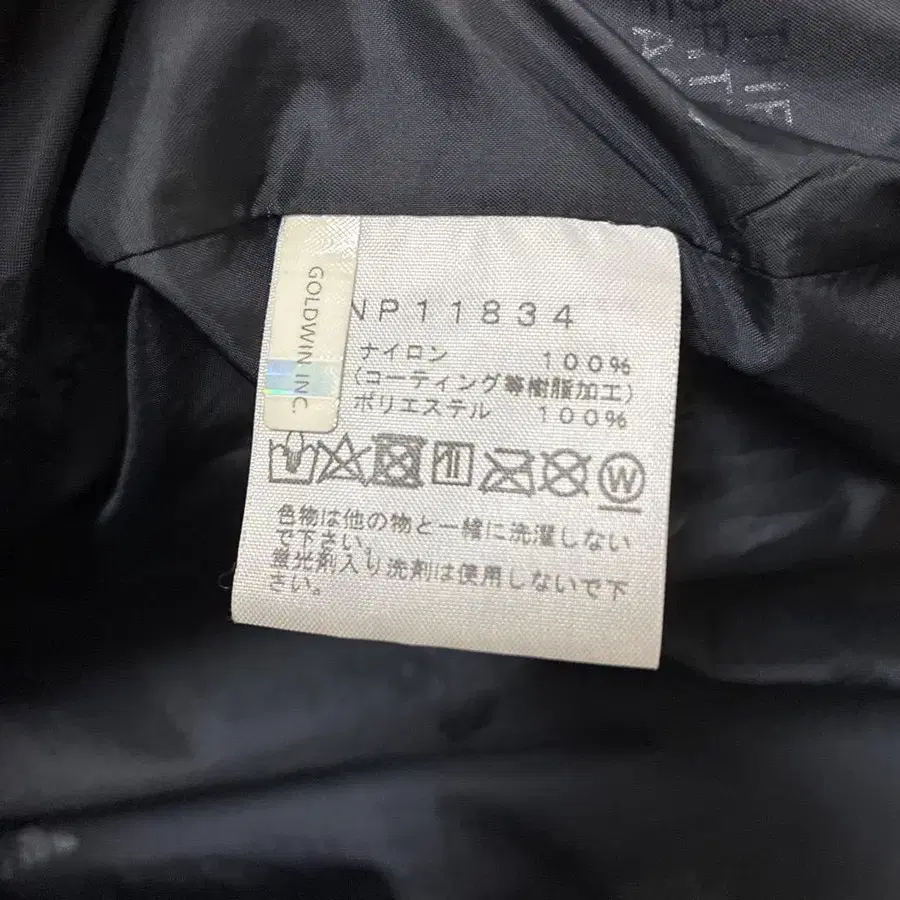 GOLDWIN INC.
NP11834
ナイロン 100%
(コーティング等樹脂加工)
ポリエステル 100%
W
色物は他の物と一緒に洗濯しない
で下さい。
蛍光剤入り洗剤は使用しないで下
さい。